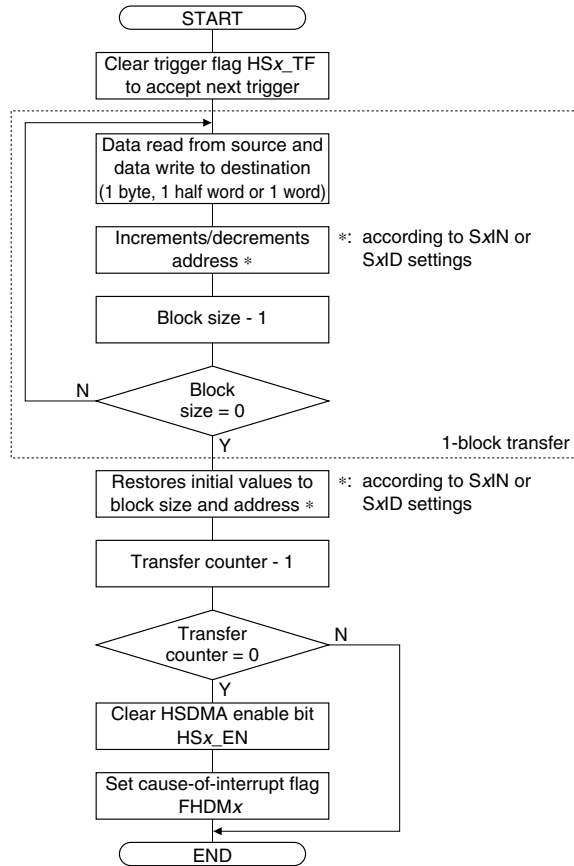 START
Clear trigger flag HSx_TF
to accept next trigger
Data read from source and
data write to destination
(1 byte, 1 half word or 1 word)
Increments/decrements
address *
*: according to SxIN or
SxID settings
Block size - 1
N
Block
size = 0
Y
1-block transfer
Restores initial values to
block size and address *
*: according to SxIN or
SxID settings
Transfer counter - 1
Transfer
counter = 0
N
Y
Clear HSDMA enable bit
HSx_EN
Set cause-of-interrupt flag
FHDMx
END